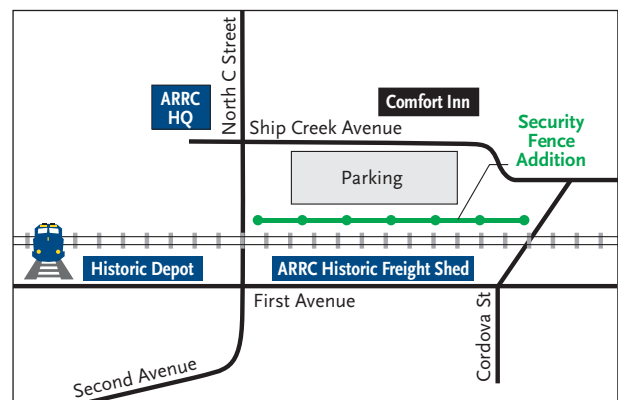 North C Street
ARRC
HQ
Comfort Inn
Ship Creek Avenue
Security
Fence
Addition
Parking
Historic Depot
ARRC Historic Freight Shed
First Avenue
Cordova St
Second Avenue